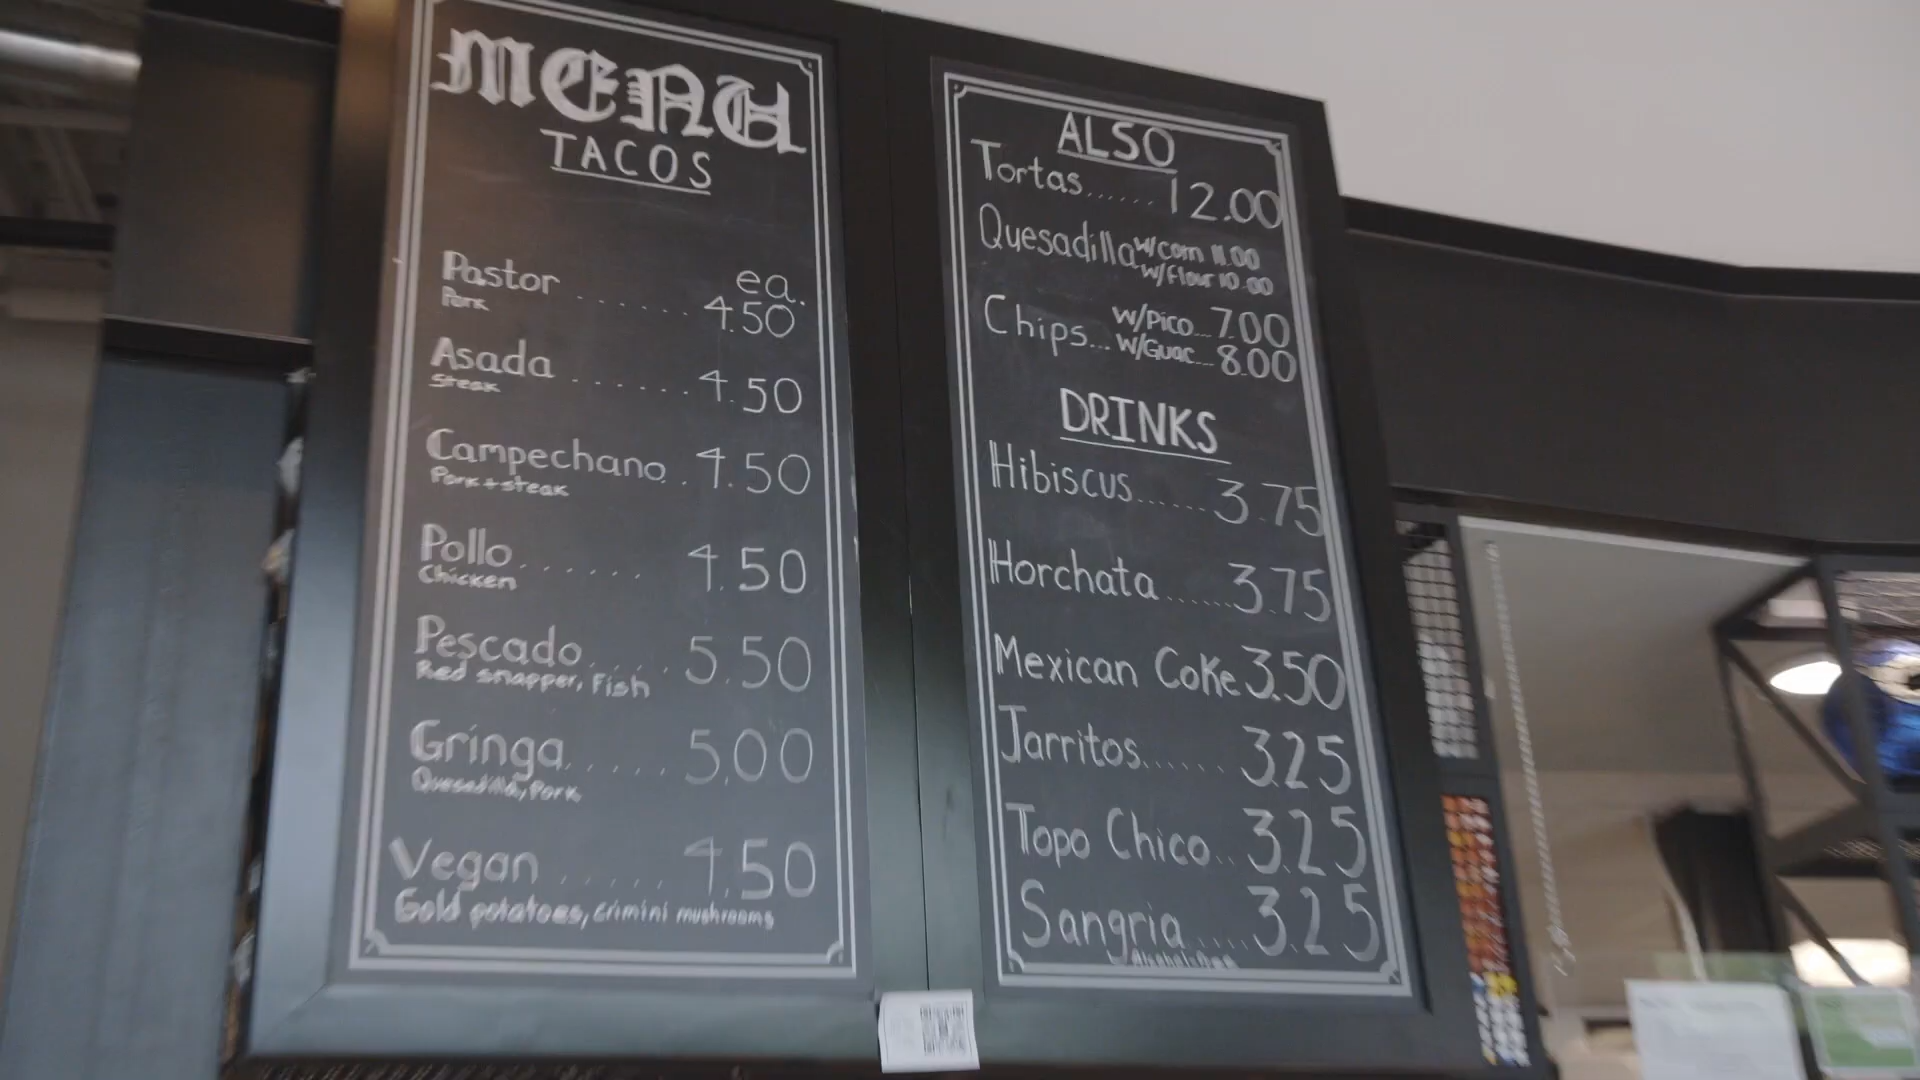 MENU
TACOS
ea.
Pastor ...... 4.50
Pork
Asada ....... 4.50
Steak
Campechano .. 4.50
Pork + steak
Pollo ....... 4.50
Chicken
Pescado ..... 5.50
Red snapper, Fish
Gringa ...... 5.00
Quesadilla, Pork
Vegan ...... 4.50
Gold potatoes, crimini mushrooms
ALSO
Tortas...... 12.00
Quesadilla w/corn 11.00
w/flour 10.00
Chips... w/Pico... 7.00
w/Guac... 8.00
DRINKS
Hibiscus...... 3.75
Horchata...... 3.75
Mexican Coke 3.50
Jarritos...... 3.25
Topo Chico.. 3.25
Sangria .... 3.25